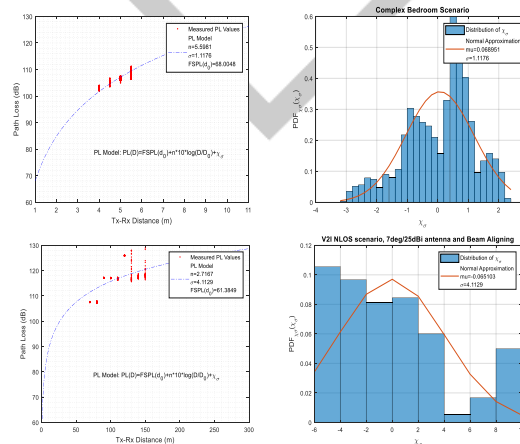 130
120
110
100
90
80
70
60
Path Loss (dB)
Measured PL Values
PL Model
n=5.5981
σ=1.1176
FSPL(d₀)=68.0048
PL Model: PL(D)=FSPL(d₀)+n*10*log(D/D₀)+χσ
1 2 3 4 5 6 7 8 9 10 11
Tx-Rx Distance (m)
Complex Bedroom Scenario
0.6
0.5
0.4
0.3
0.2
0.1
0
PDF χσ(χσ)
Distribution of χσ
Normal Approximation
mu=0.068951
σ=1.1176
-4 -3 -2 -1 0 1 2
χσ
130
120
110
100
90
80
70
60
Path Loss (dB)
Measured PL Values
PL Model
n=2.7167
σ=4.1129
FSPL(d₀)=61.3849
PL Model: PL(D)=FSPL(d₀)+n*10*log(D/D₀)+χσ
0 50 100 150 200 250 300
Tx-Rx Distance (m)
V2I NLOS scenario, 7deg/25dBi antenna and Beam Aligning
0.12
0.1
0.08
0.06
0.04
0.02
0
PDF χσ(χσ)
Distribution of χσ
Normal Approximation
mu=-0.065103
σ=4.1129
-6 -4 -2 0 2 4 6 8
χ